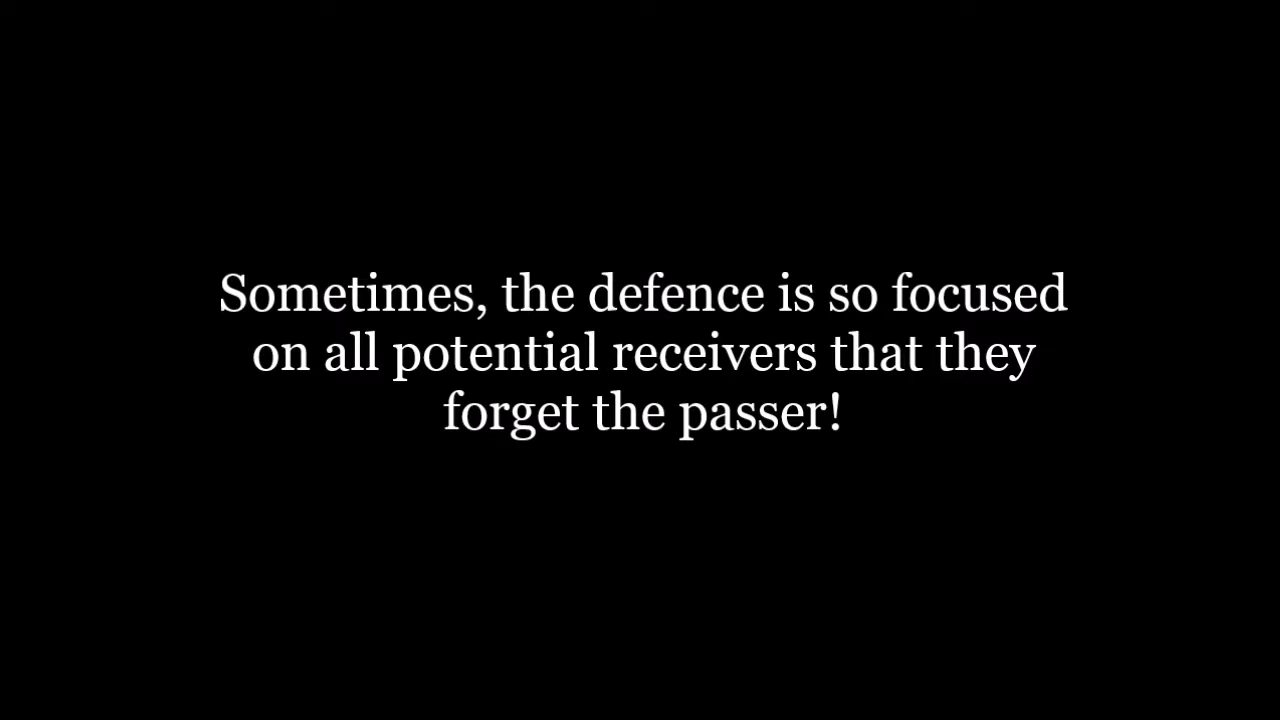 Sometimes, the defence is so focused
on all potential receivers that they
forget the passer!